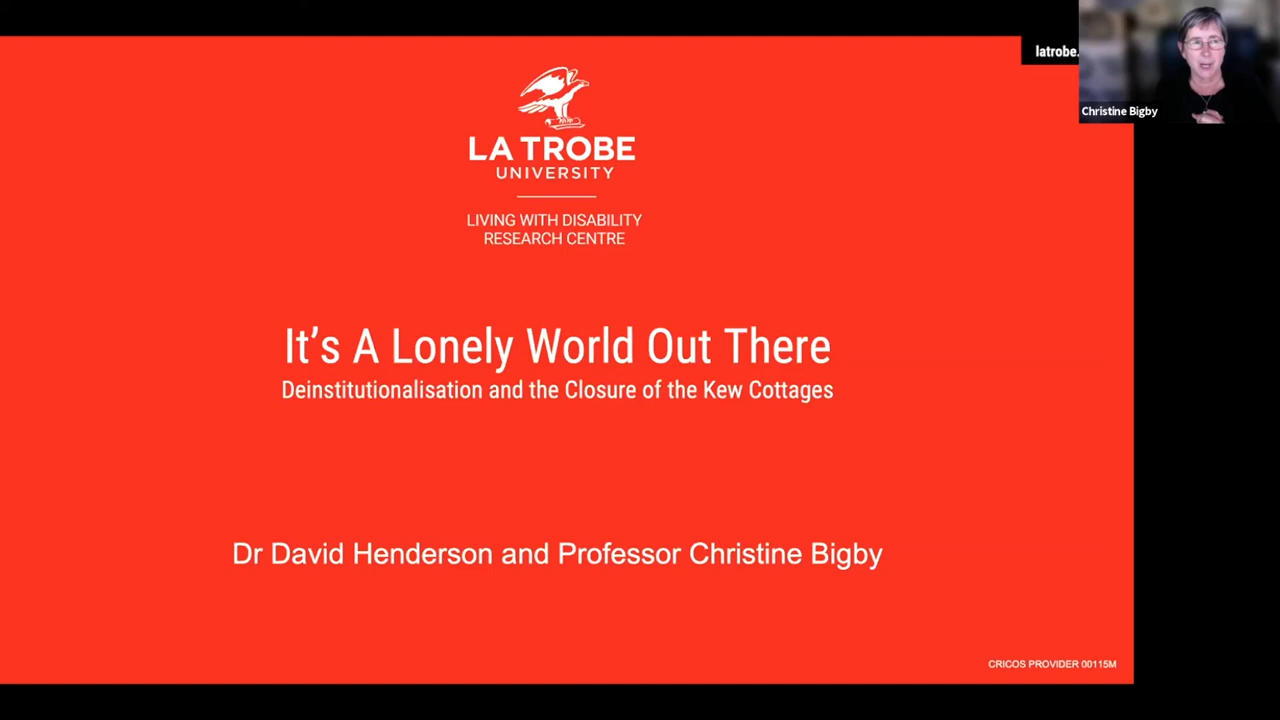 latrobe.
Christine Bigby
LA TROBE
UNIVERSITY
LIVING WITH DISABILITY
RESEARCH CENTRE
It's A Lonely World Out There
Deinstitutionalisation and the Closure of the Kew Cottages
Dr David Henderson and Professor Christine Bigby
CRICOS PROVIDER 00115M